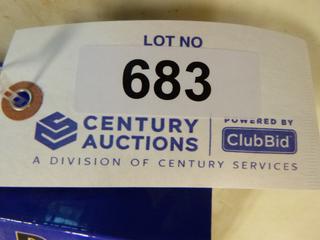 LOT NO
683
CENTURY
AUCTIONS
POWERED BY
ClubBid
A DIVISION OF CENTURY SERVICES